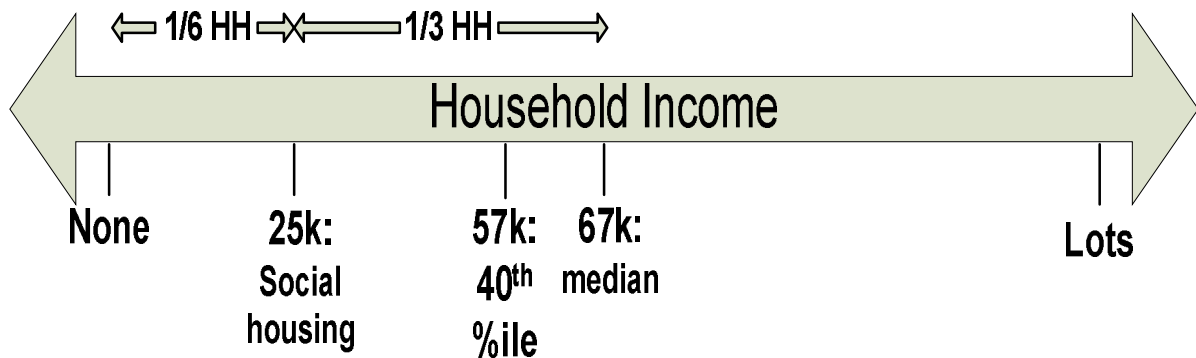 1/6 HH 1/3 HH
Household Income
None 25k: 57k: 67k: Lots
Social 40th median
housing %ile